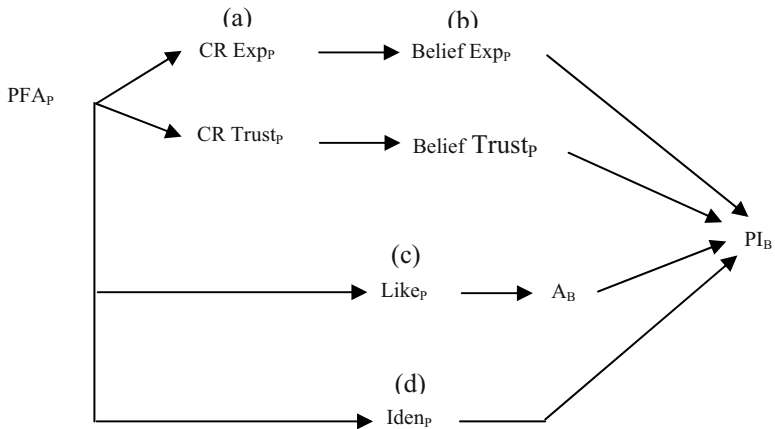 (a) (b)
CR Exp_P Belief Exp_P
PFA_P
CR Trust_P Belief Trust_P
PI_B
(c)
Like_P A_B
(d)
Iden_P